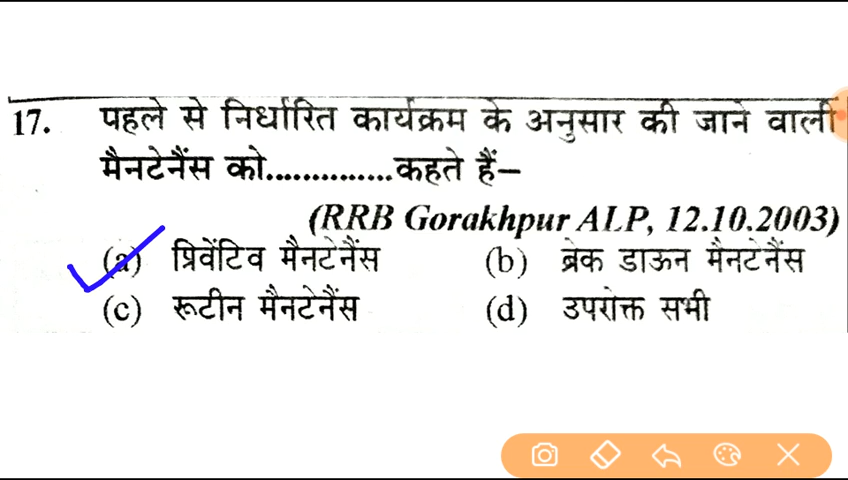 17. पहले से निर्धारित कार्यक्रम के अनुसार की जाने वाली
मैनटेनैंस को...............कहते हैं–
(RRB Gorakhpur ALP, 12.10.2003)
(a) प्रिवेंटिव मैनटेनैंस (b) ब्रेक डाऊन मैनटेनैंस
(c) रूटीन मैनटेनैंस (d) उपरोक्त सभी